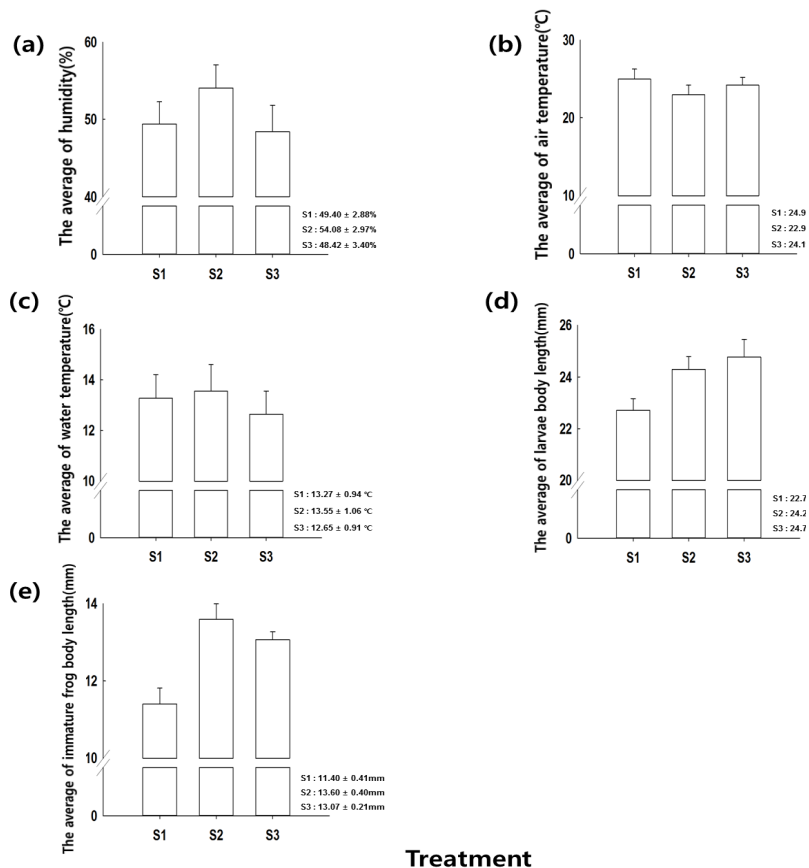 (a)
The average of humidity(%)
60
50
40
0
S1 : 49.40 ± 2.88%
S2 : 54.08 ± 2.97%
S3 : 48.42 ± 3.40%
S1 S2 S3
(b)
The average of air temperature(℃)
30
20
10
0
S1 : 24.9
S2 : 22.9
S3 : 24.1
S1 S2 S3
(c)
The average of water temperature(℃)
16
14
12
10
0
S1 : 13.27 ± 0.94 ℃
S2 : 13.55 ± 1.06 ℃
S3 : 12.65 ± 0.91 ℃
S1 S2 S3
(d)
The average of larvae body length(mm)
26
24
22
20
0
S1 : 22.7
S2 : 24.2
S3 : 24.7
S1 S2 S3
(e)
The average of immature frog body length(mm)
14
12
10
0
S1 : 11.40 ± 0.41mm
S2 : 13.60 ± 0.40mm
S3 : 13.07 ± 0.21mm
S1 S2 S3
Treatment